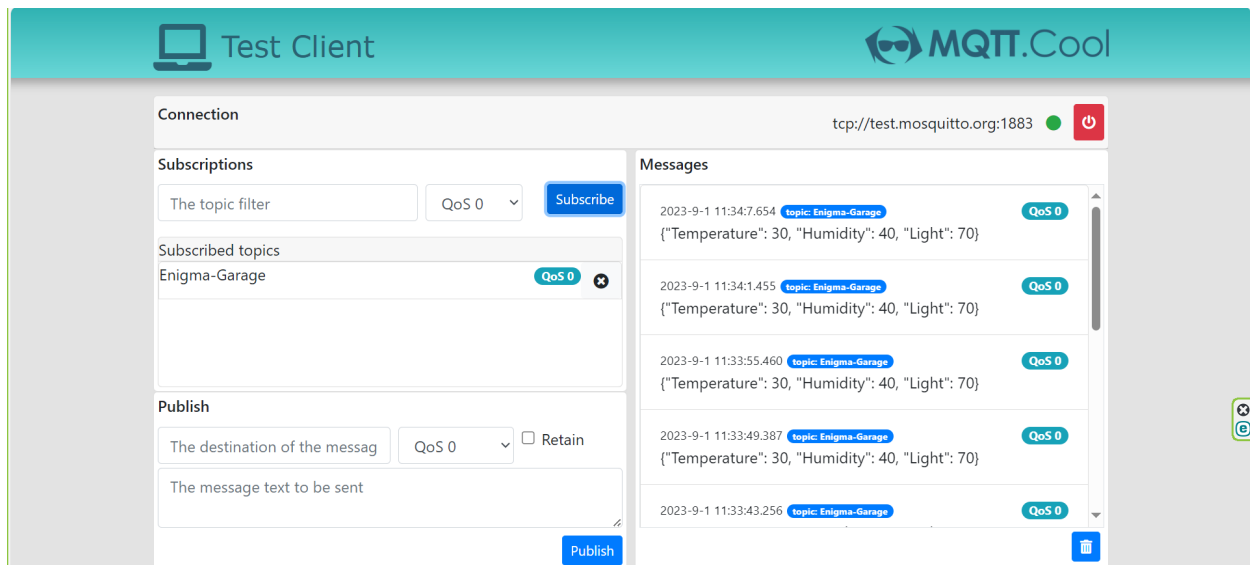 Test Client
MQTT.Cool
Connection
tcp://test.mosquitto.org:1883
Subscriptions
The topic filter
QoS 0
Subscribe
Subscribed topics
Enigma-Garage
QoS 0
Publish
The destination of the messag
QoS 0
Retain
The message text to be sent
Publish
Messages
2023-9-1 11:34:7.654 topic: Enigma-Garage QoS 0
{"Temperature": 30, "Humidity": 40, "Light": 70}
2023-9-1 11:34:1.455 topic: Enigma-Garage QoS 0
{"Temperature": 30, "Humidity": 40, "Light": 70}
2023-9-1 11:33:55.460 topic: Enigma-Garage QoS 0
{"Temperature": 30, "Humidity": 40, "Light": 70}
2023-9-1 11:33:49.387 topic: Enigma-Garage QoS 0
{"Temperature": 30, "Humidity": 40, "Light": 70}
2023-9-1 11:33:43.256 topic: Enigma-Garage QoS 0